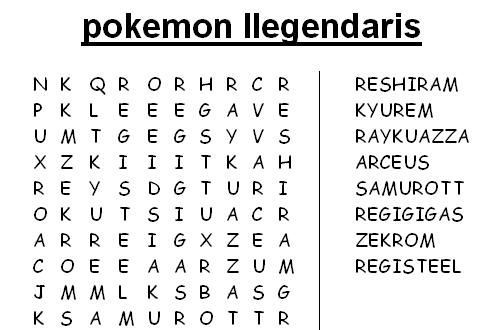 pokemon llegendaris
N K Q R O R H R C R
P K L E E E G A V E RESHIRAM
U M T G E G S Y V S KYUREM
X Z K I I I T K A H RAYKUAZZA
R E Y S D G T U R I ARCEUS
O K U T S I U A C R SAMUROTT
A R R E I G X Z E A REGIGIGAS
C O E E A A R Z U M ZEKROM
J M M L K S B A S G REGISTEEL
K S A M U R O T T R